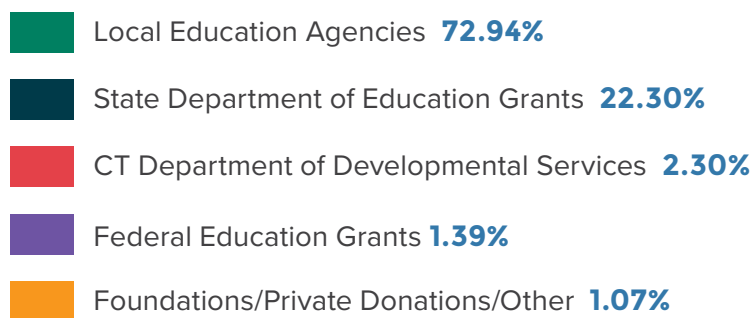 Local Education Agencies 72.94%
State Department of Education Grants 22.30%
CT Department of Developmental Services 2.30%
Federal Education Grants 1.39%
Foundations/Private Donations/Other 1.07%